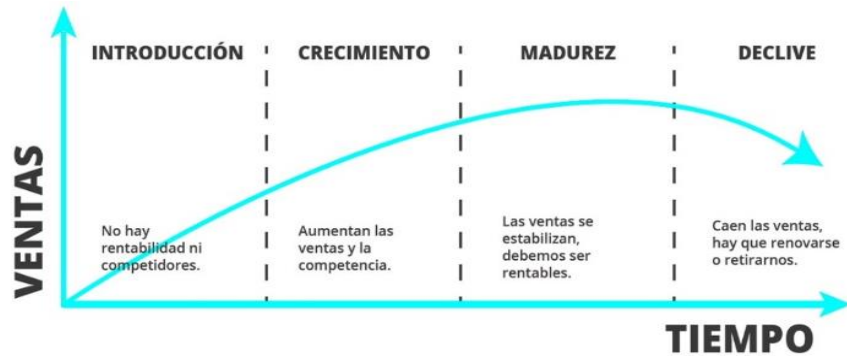 INTRODUCCIÓN
CRECIMIENTO
MADUREZ
DECLIVE
VENTAS
No hay
rentabilidad ni
competidores.
Aumentan las
ventas y la
competencia.
Las ventas se
estabilizan,
debemos ser
rentables.
Caen las ventas,
hay que renovarse
o retirarnos.
TIEMPO